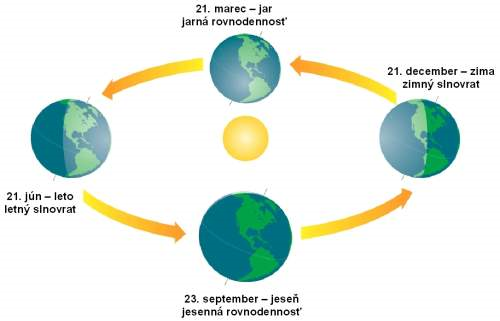 21. marec – jar
jarná rovnodennosť
21. december – zima
zimný slnovrat
21. jún – leto
letný slnovrat
23. september – jeseň
jesenná rovnodennosť